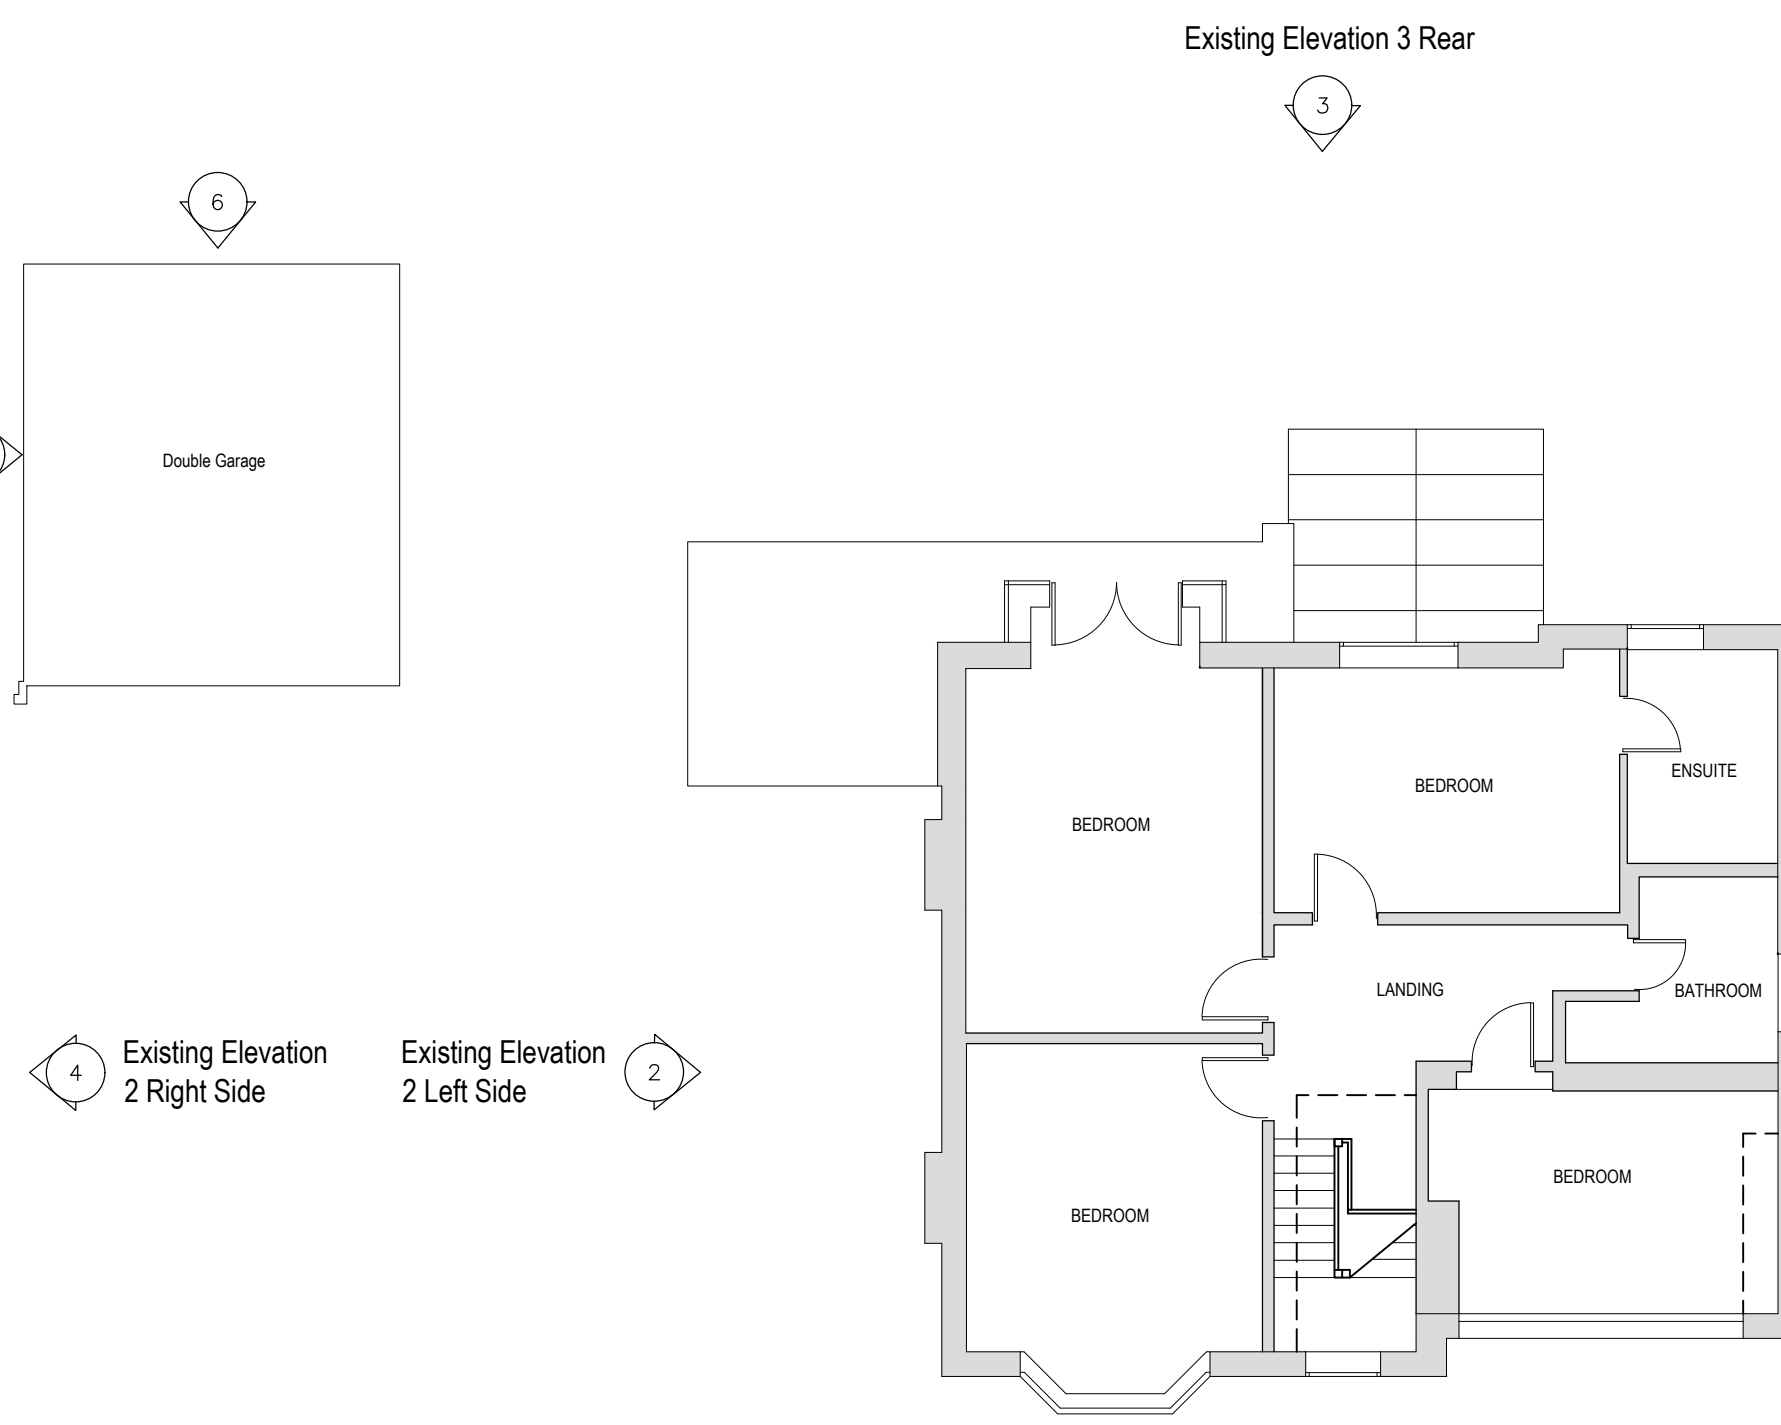 Existing Elevation 3 Rear
3
6
Double Garage
BEDROOM
ENSUITE
BEDROOM
LANDING
BATHROOM
4
Existing Elevation
2 Right Side
Existing Elevation
2 Left Side
2
BEDROOM
BEDROOM